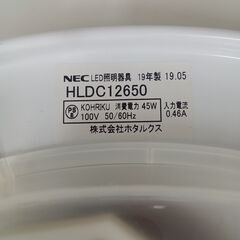 NEC LED照明器具 19年製 19.05
HLDC12650
PSE KOHRIKU 消費電力 45W 入力電流
100V 50/60Hz 0.46A
株式会社ホタルクス